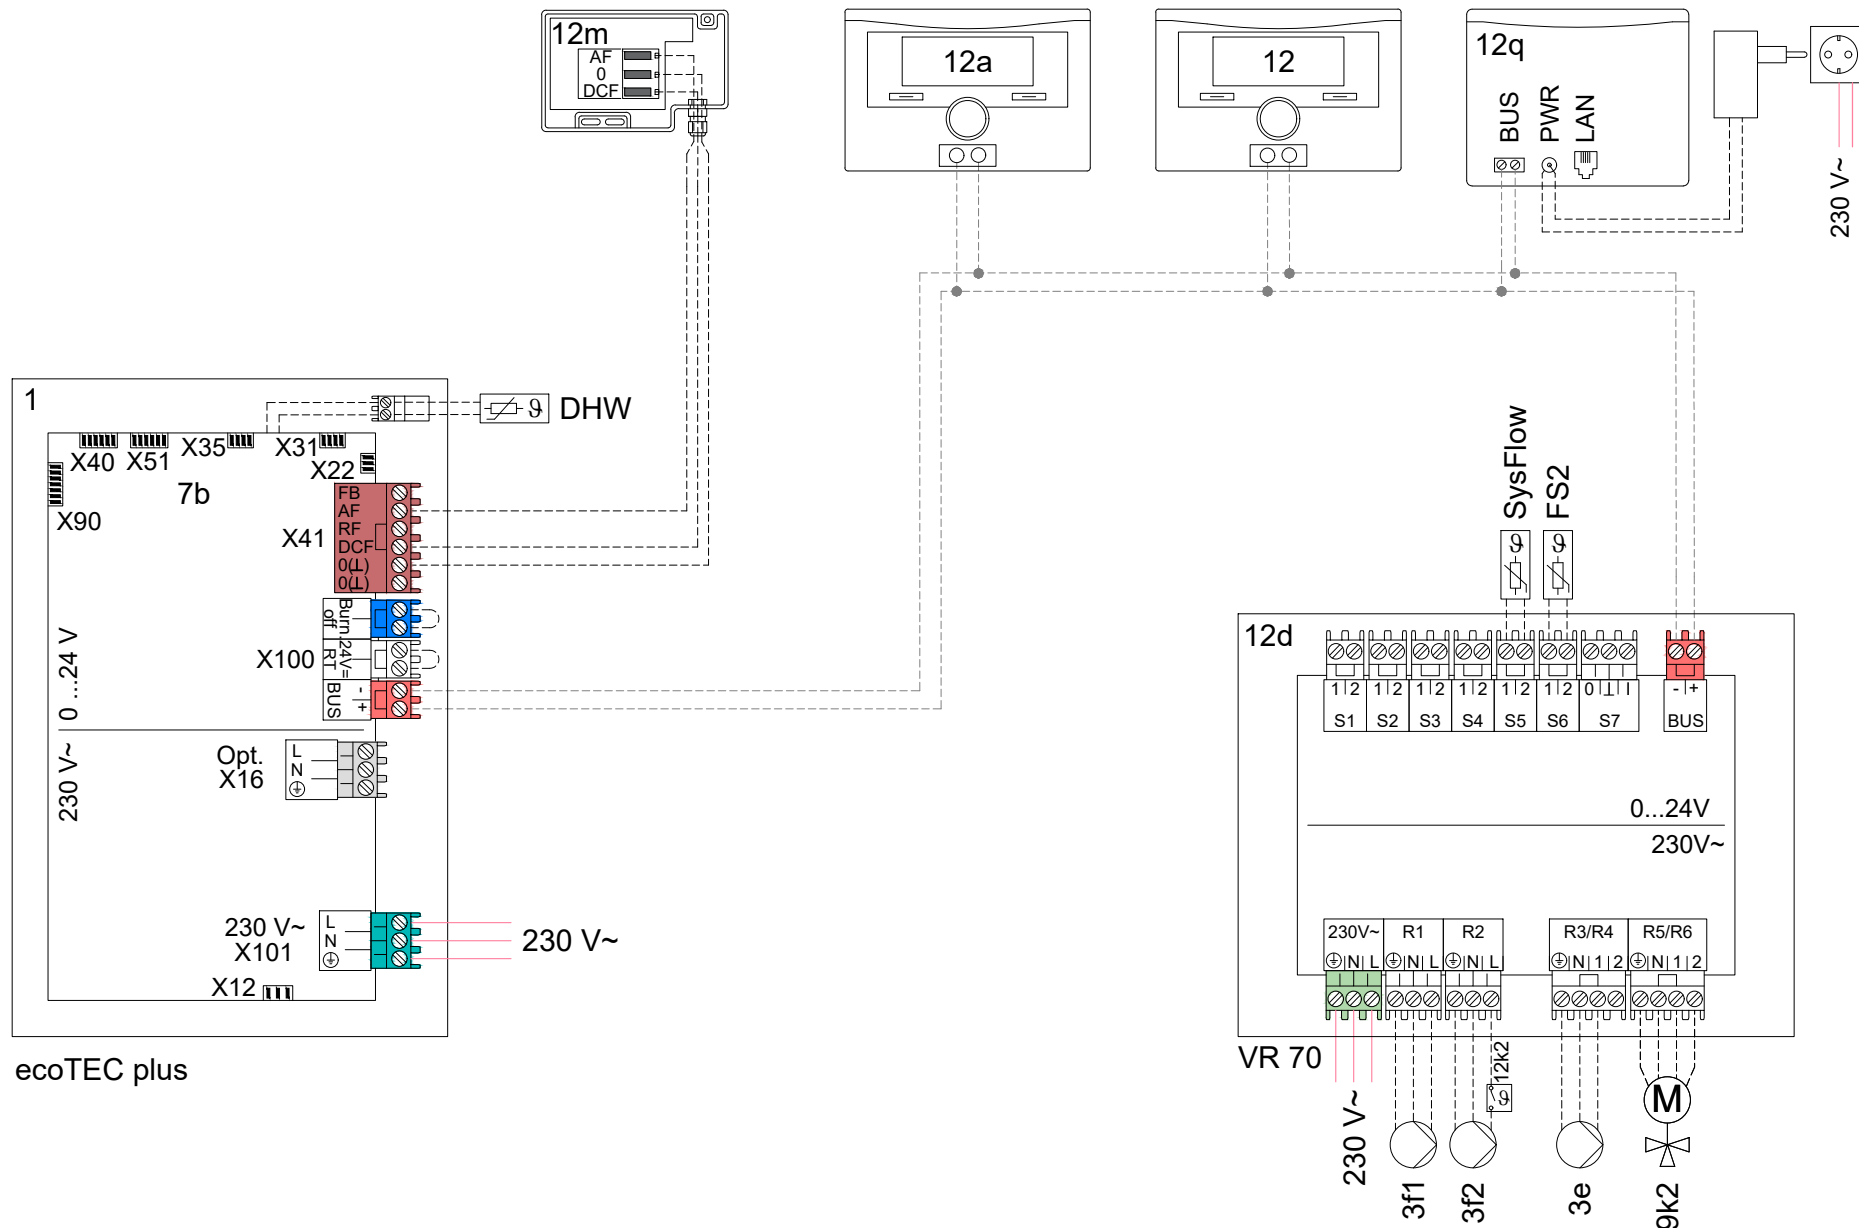 12m
AF
0
DCF
12a
12
12q
BUS
PWR
LAN
230 V~
1
DHW
X40
X51
X35
X31
X22
7b
X90
X41
FB
AF
RF
DCF
0(⊥)
0(⊥)
X100
Burn.
off
24V=
RT
BUS
-
+
0 ...24 V
230 V~
Opt.
X16
L
N
230 V~
X101
L
N
230 V~
X12
ecoTEC plus
SysFlow
FS2
12d
1 2
1 2
1 2
1 2
1 2
1 2
0 ⊥ I
- +
S1
S2
S3
S4
S5
S6
S7
BUS
0...24V
230V~
230V~
R1
R2
R3/R4
R5/R6
N L
N L
N L
N 1 2
N 1 2
VR 70
230 V~
12k2
M
3f1
3f2
3e
9k2